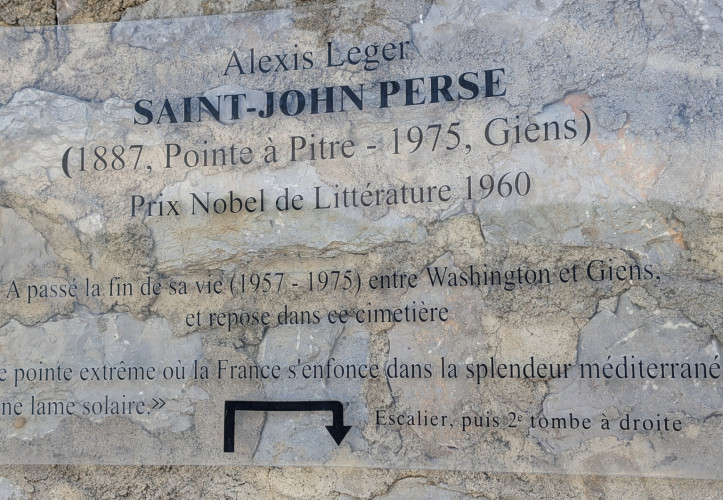 Alexis Leger
SAINT-JOHN PERSE
(1887, Pointe à Pitre - 1975, Giens)
Prix Nobel de Littérature 1960
A passé la fin de sa vie (1957 - 1975) entre Washington et Giens,
et repose dans ce cimetière
e pointe extrême où la France s'enfonce dans la splendeur méditerrané
ne lame solaire.»
Escalier, puis 2e tombe à droite